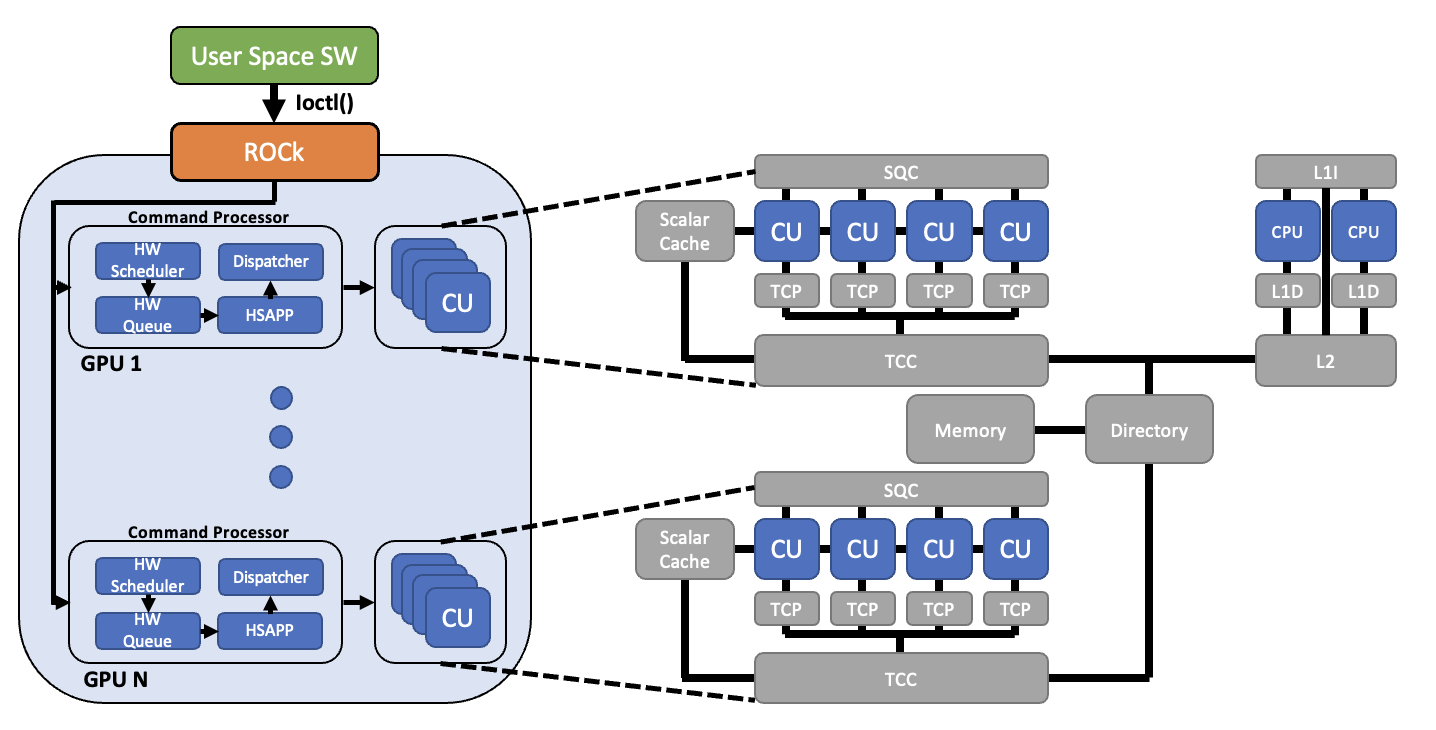 User Space SW
Ioctl()
ROCk
Command Processor
HW
Scheduler
Dispatcher
HW
Queue
HSAPP
CU
GPU 1
Command Processor
HW
Scheduler
Dispatcher
HW
Queue
HSAPP
CU
GPU N
SQC
Scalar
Cache
CU CU CU CU
TCP TCP TCP TCP
TCC
L1I
CPU CPU
L1D L1D
L2
Memory
Directory
SQC
Scalar
Cache
CU CU CU CU
TCP TCP TCP TCP
TCC